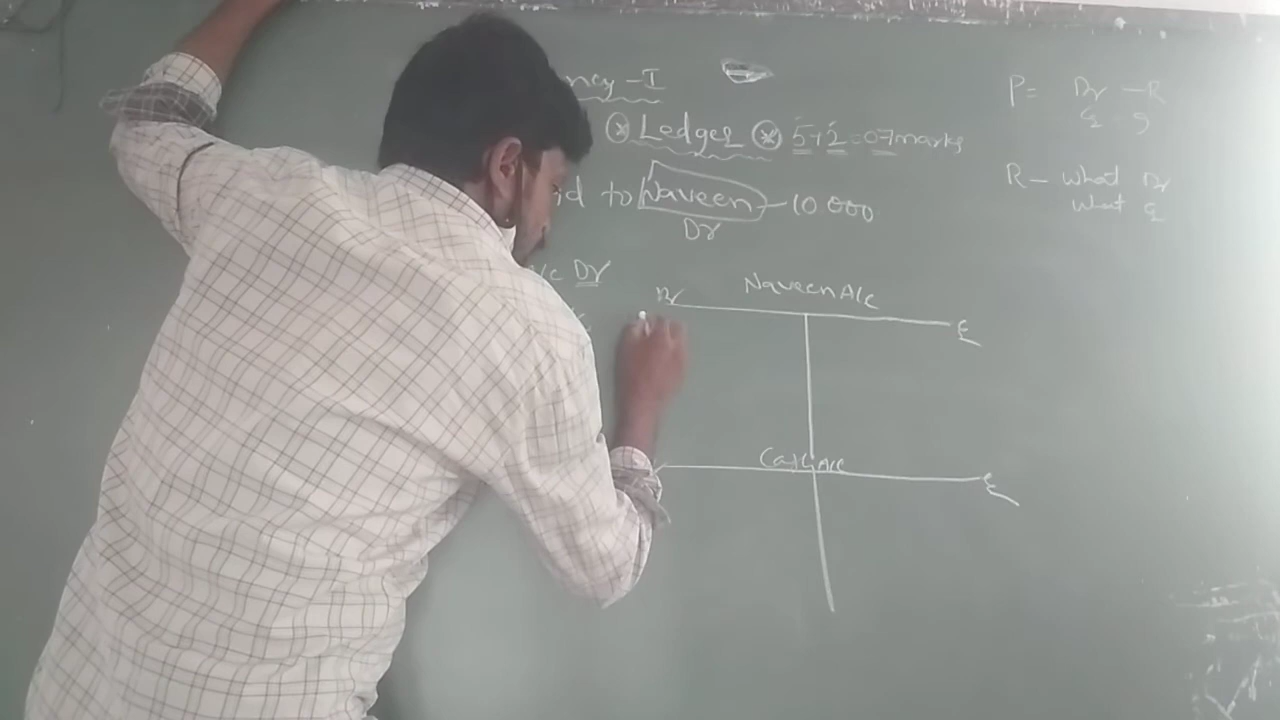 ncy - I
Ledger 5+2=07 marks
id to Naveen - 10.000
Dr
/c Dr
Dr Naveen A/c Cr
Cash A/c Cr
P= Dr - R
Cr - G
R - What Dr
What Cr